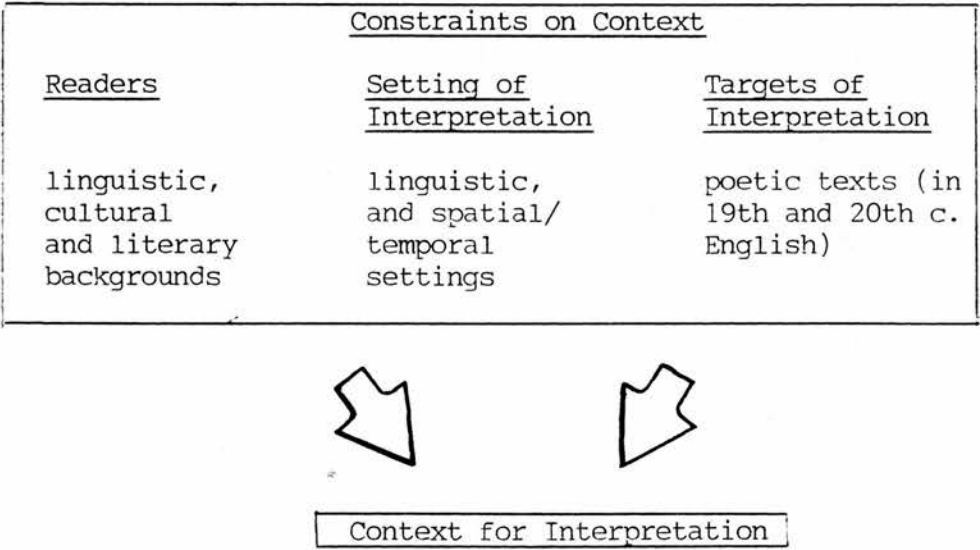 Constraints on Context
Readers
Setting of
Interpretation
Targets of
Interpretation
linguistic,
cultural
and literary
backgrounds
linguistic,
and spatial/
temporal
settings
poetic texts (in
19th and 20th c.
English)
Context for Interpretation